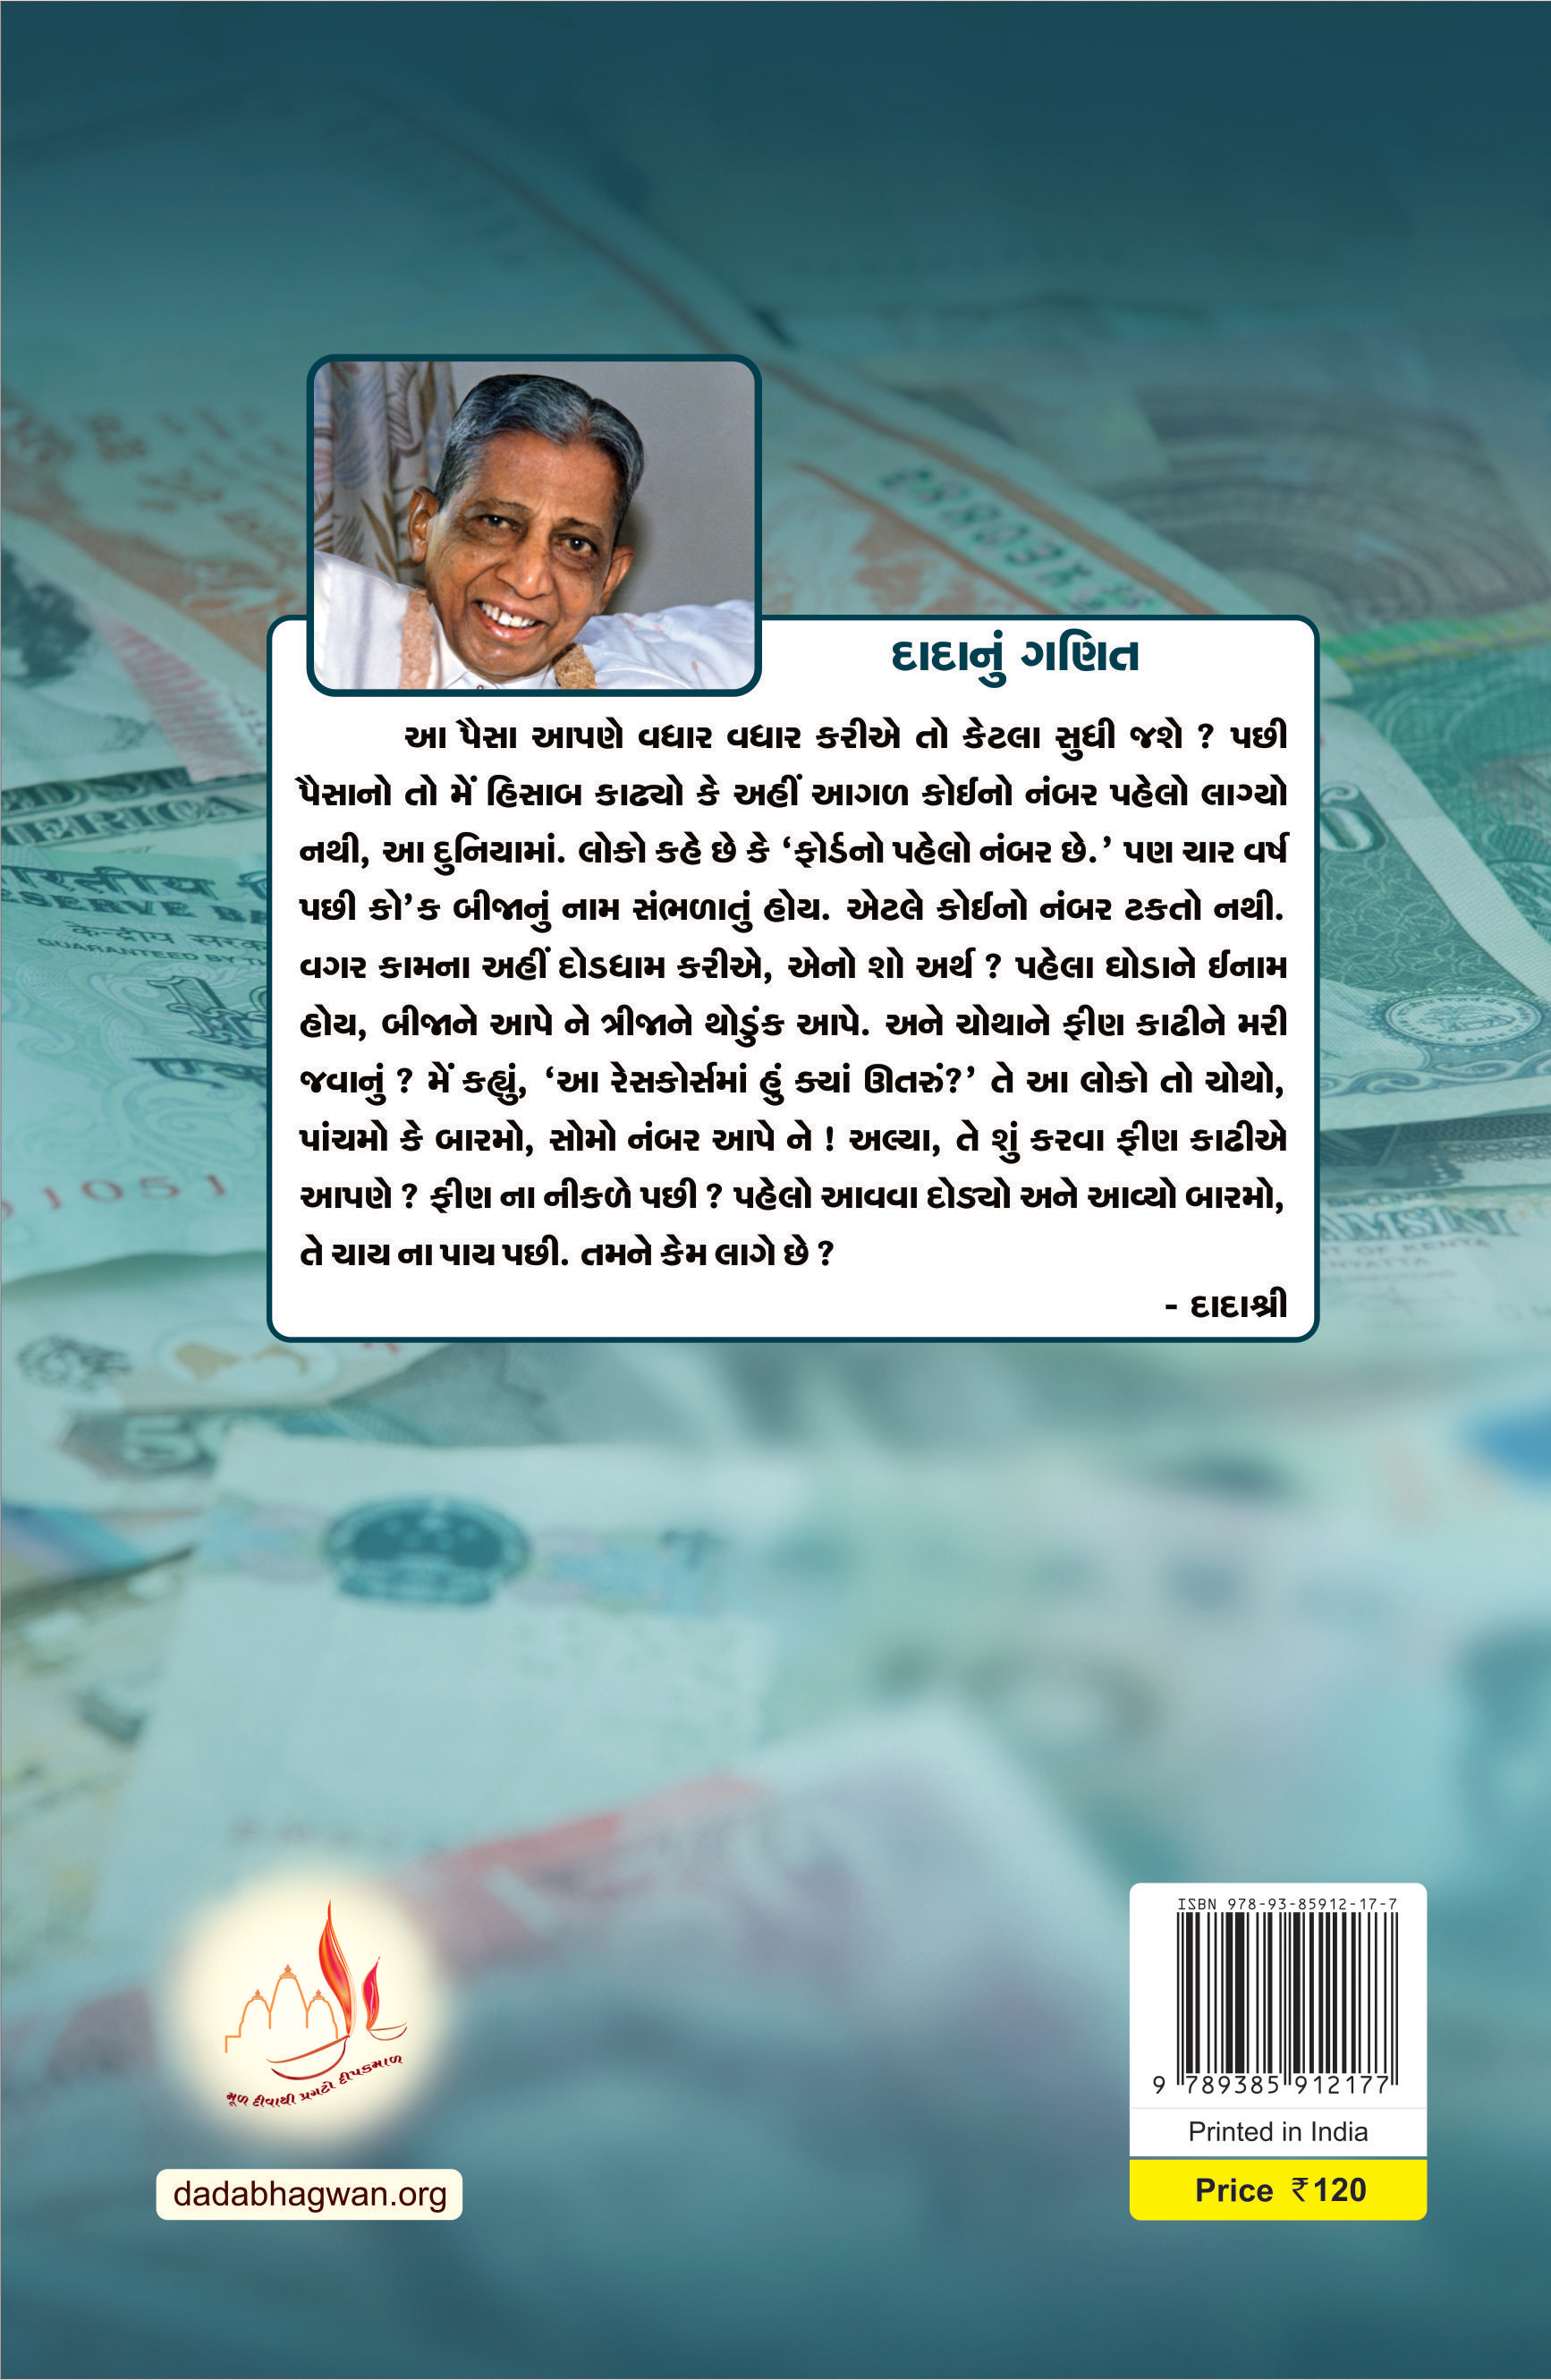 દાદાનું ગણિત
આ પૈસા આપણે વધાર વધાર કરીએ તો કેટલા સુધી જશે ? પછી
પૈસાનો તો મેં હિસાબ કાઢ્યો કે અહીં આગળ કોઈનો નંબર પહેલો લાગ્યો
નથી, આ દુનિયામાં. લોકો કહે છે કે ‘ફોર્ડનો પહેલો નંબર છે.’ પણ ચાર વર્ષ
પછી કો’ક બીજાનું નામ સંભળાતું હોય. એટલે કોઈનો નંબર ટકતો નથી.
વગર કામના અહીં દોડધામ કરીએ, એનો શો અર્થ ? પહેલા ઘોડાને ઈનામ
હોય, બીજાને આપે ને ત્રીજાને થોડુંક આપે. અને ચોથાને ફીણ કાઢીને મરી
જવાનું ? મેં કહ્યું, ‘આ રેસકોર્સમાં હું ક્યાં ઊતરું?’ તે આ લોકો તો ચોથો,
પાંચમો કે બારમો, સોમો નંબર આપે ને ! અલ્યા, તે શું કરવા ફીણ કાઢીએ
આપણે ? ફીણ ના નીકળે પછી ? પહેલો આવવા દોડ્યો અને આવ્યો બારમો,
તે ચાય ના પાય પછી. તમને કેમ લાગે છે ?
- દાદાશ્રી
મૂળ દીવાથી પ્રગટો દીપકમાળ
dadabhagwan.org
ISBN 978-93-85912-17-7
9 789385 912177
Printed in India
Price ₹120